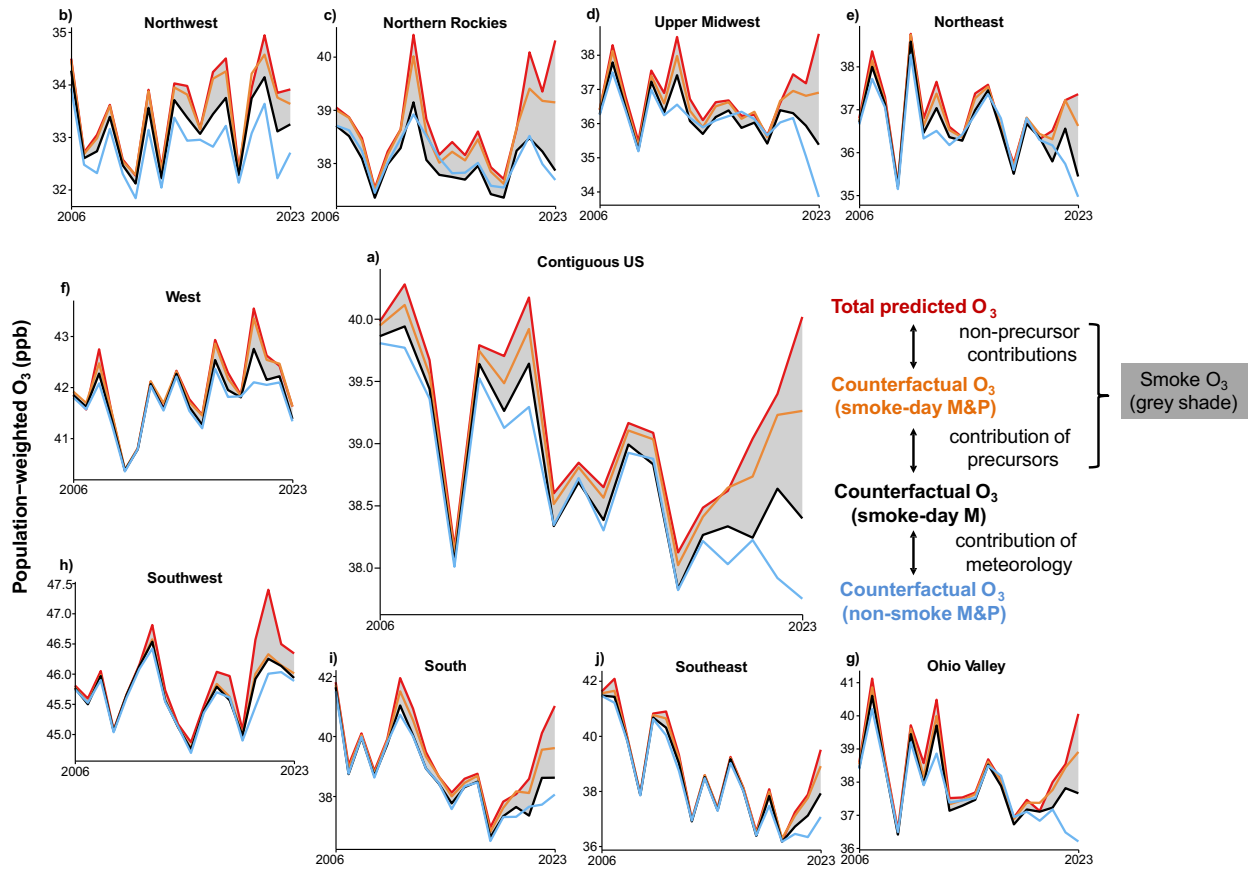 b) Northwest
35
34
33
32
2006
2023
c) Northern Rockies
40
39
38
2006
2023
d) Upper Midwest
38
37
36
35
34
2006
2023
e) Northeast
38
37
36
35
2006
2023
Population−weighted O3 (ppb)
f) West
43
42
41
2006
2023
a) Contiguous US
40.0
39.5
39.0
38.5
38.0
2006
2023
Total predicted O3
non-precursor
contributions
Counterfactual O3
(smoke-day M&P)
contribution of
precursors
Counterfactual O3
(smoke-day M)
contribution of
meteorology
Counterfactual O3
(non-smoke M&P)
Smoke O3
(grey shade)
h) Southwest
47.5
47.0
46.5
46.0
45.5
45.0
2006
2023
i) South
42
40
38
2006
2023
j) Southeast
42
41
40
39
38
37
36
2006
2023
g) Ohio Valley
41
40
39
38
37
36
2006
2023